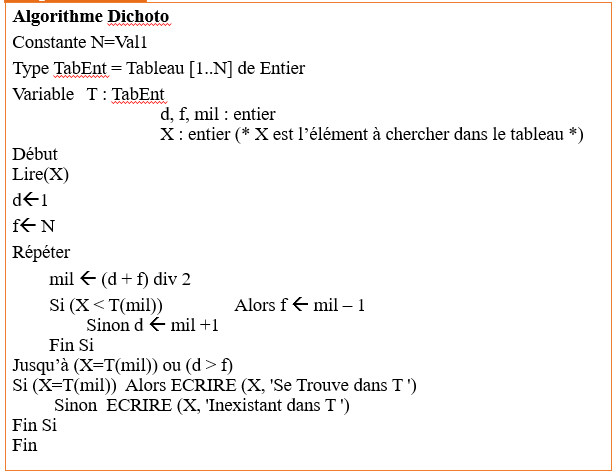 Algorithme Dichoto
Constante N=Val1
Type TabEnt = Tableau [1..N] de Entier
Variable T : TabEnt
d, f, mil : entier
X : entier (* X est l’élément à chercher dans le tableau *)
Début
Lire(X)
d←1
f← N
Répéter
mil ← (d + f) div 2
Si (X < T(mil)) Alors f ← mil – 1
Sinon d ← mil +1
Fin Si
Jusqu’à (X=T(mil)) ou (d > f)
Si (X=T(mil)) Alors ECRIRE (X, 'Se Trouve dans T ')
Sinon ECRIRE (X, 'Inexistant dans T ')
Fin Si
Fin